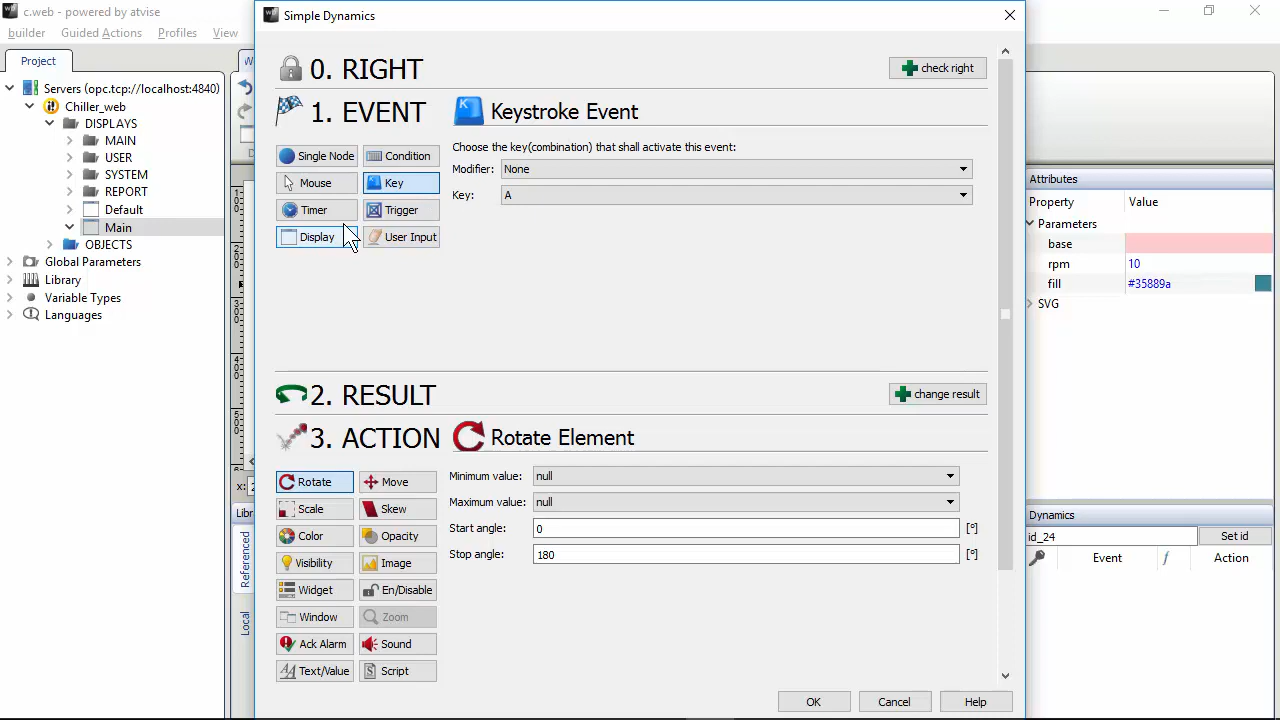 c.web - powered by atvise
builder Guided Actions Profiles View
Project
Servers (opc.tcp://localhost:4840)
Chiller_web
DISPLAYS
MAIN
USER
SYSTEM
REPORT
Default
Main
OBJECTS
Global Parameters
Library
Variable Types
Languages
Simple Dynamics
0. RIGHT
check right
1. EVENT
Keystroke Event
Choose the key(combination) that shall activate this event:
Single Node Condition
Modifier: None
Mouse Key
Key: A
Timer Trigger
Display User Input
2. RESULT
change result
3. ACTION
Rotate Element
Rotate Move
Minimum value: null
Scale Skew
Maximum value: null
Color Opacity
Start angle: 0 [°]
Visibility Image
Stop angle: 180 [°]
Widget En/Disable
Window Zoom
Ack Alarm Sound
Text/Value Script
OK Cancel Help
Attributes
Property Value
Parameters
base
rpm 10
fill #35889a
SVG
Dynamics
id_24 Set id
Event f Action
Referenced
Local